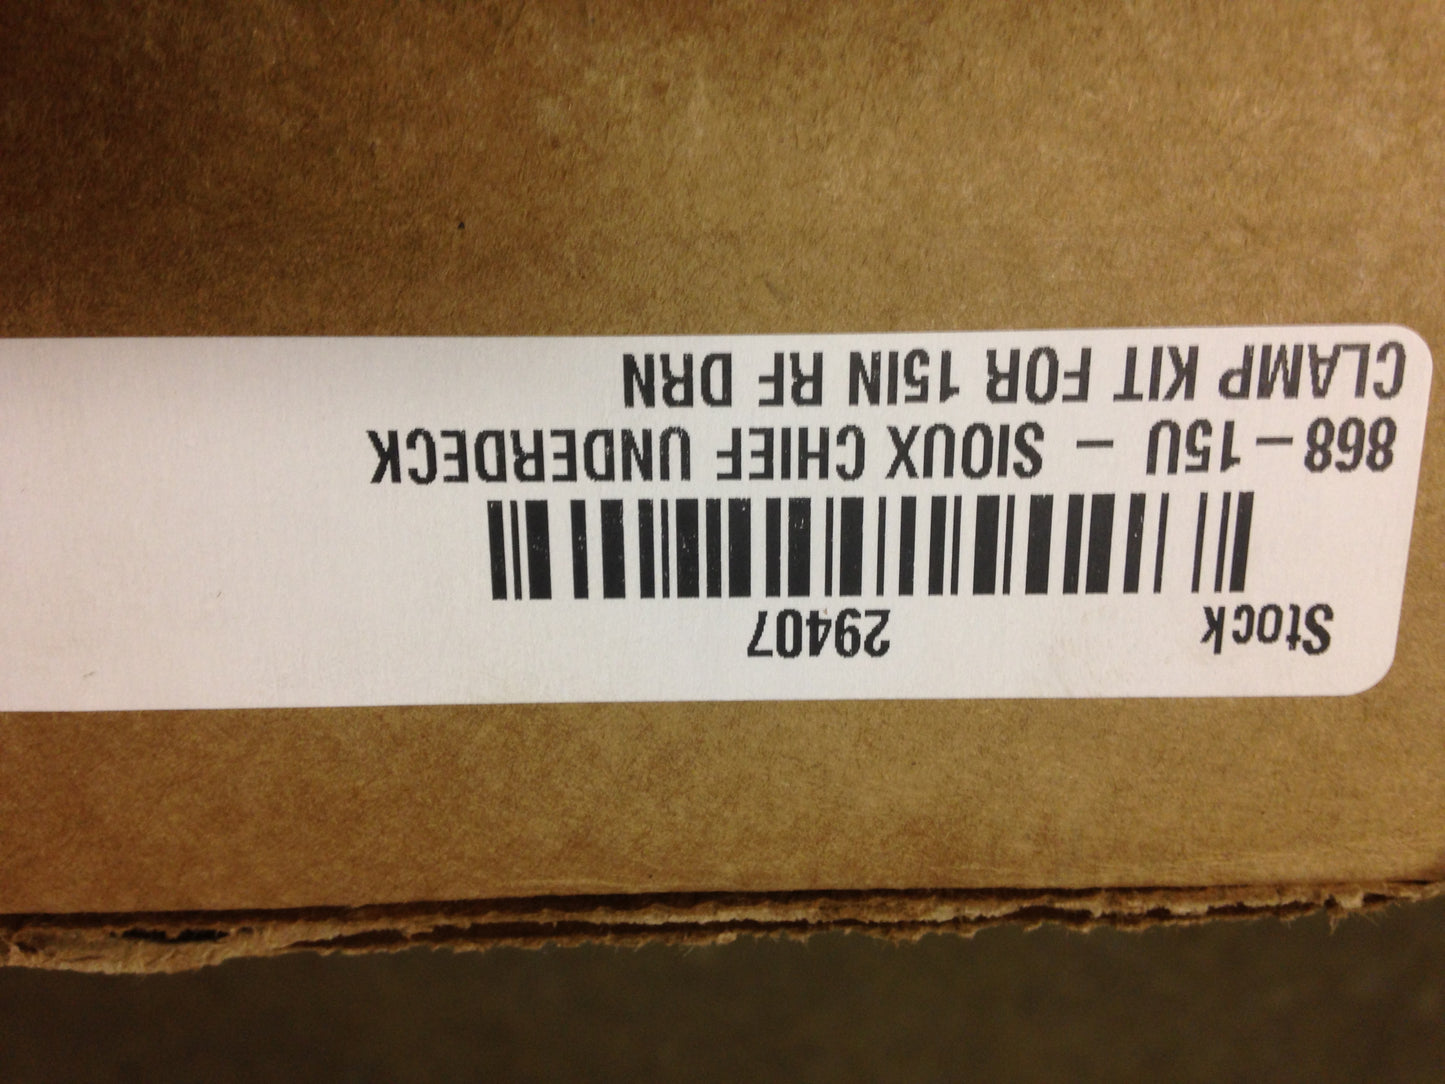 Stock 29407
868-15U - SIOUX CHIEF UNDERDECK
CLAMP KIT FOR 15IN RF DRN